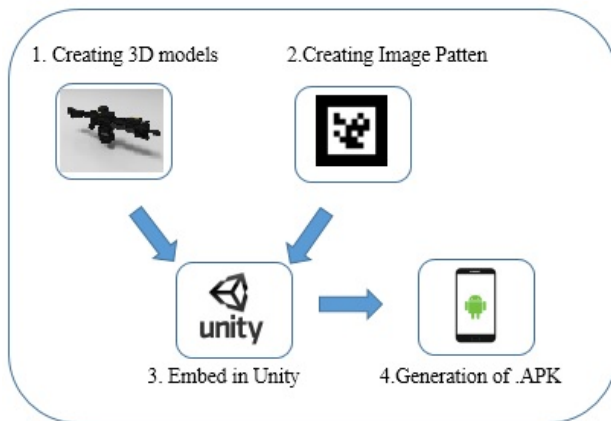 1. Creating 3D models
2.Creating Image Patten
unity
3. Embed in Unity
4.Generation of .APK